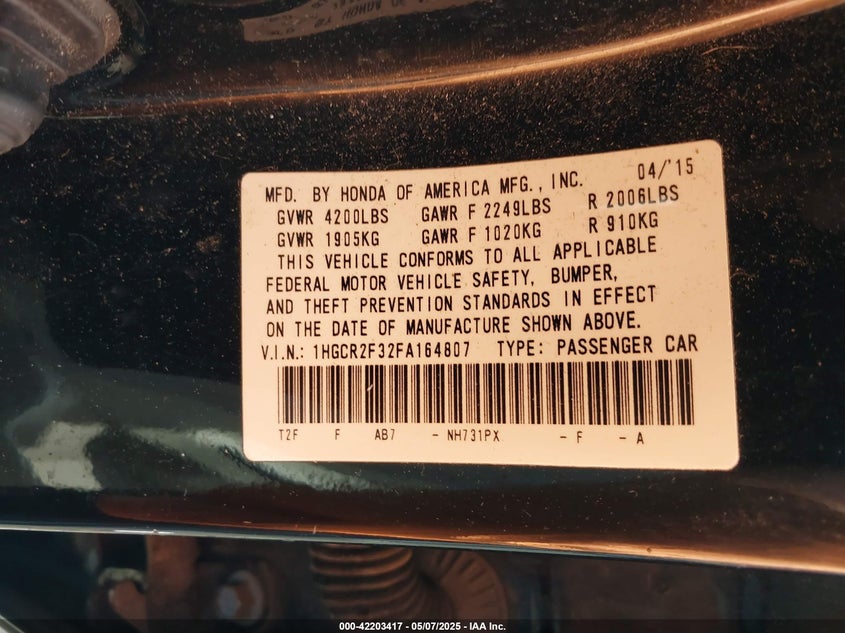 MFD. BY HONDA OF AMERICA MFG., INC. 04/'15
GVWR 4200LBS GAWR F 2249LBS R 2006LBS
GVWR 1905KG GAWR F 1020KG R 910KG
THIS VEHICLE CONFORMS TO ALL APPLICABLE
FEDERAL MOTOR VEHICLE SAFETY, BUMPER,
AND THEFT PREVENTION STANDARDS IN EFFECT
ON THE DATE OF MANUFACTURE SHOWN ABOVE.
V.I.N.: 1HGCR2F32FA164807 TYPE: PASSENGER CAR
T2F F AB7 - NH731PX - F - A
000-42203417 - 05/07/2025 - IAA Inc.